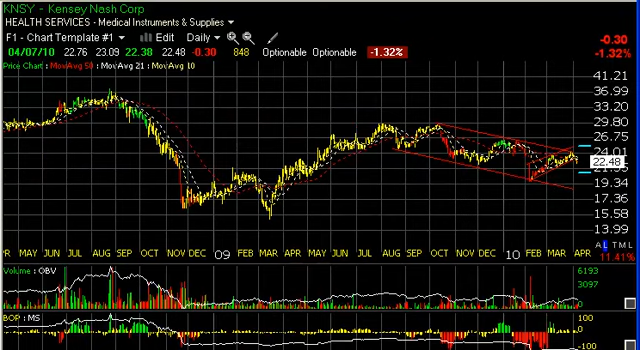 KNSY - Kensey Nash Corp
HEALTH SERVICES - Medical Instruments & Supplies
F1 - Chart Template #1 Edit Daily
04/07/10 22.76 23.09 22.38 22.48 -0.30 848 Optionable Optionable -1.32%
-0.30
-1.32%
Price Chart : MovAvg 50 : MovAvg 21 : MovAvg 10
41.21
36.99
33.20
29.80
26.75
24.01
22.48
19.34
17.36
15.58
13.99
MAY JUN JUL AUG SEP OCT NOV DEC 09 FEB MAR APR MAY JUN JUL AUG SEP OCT NOV DEC 10 FEB MAR APR
A L T M L
11.41%
Volume : OBV
6193
3097
0
BOP : MS
100
0
-100